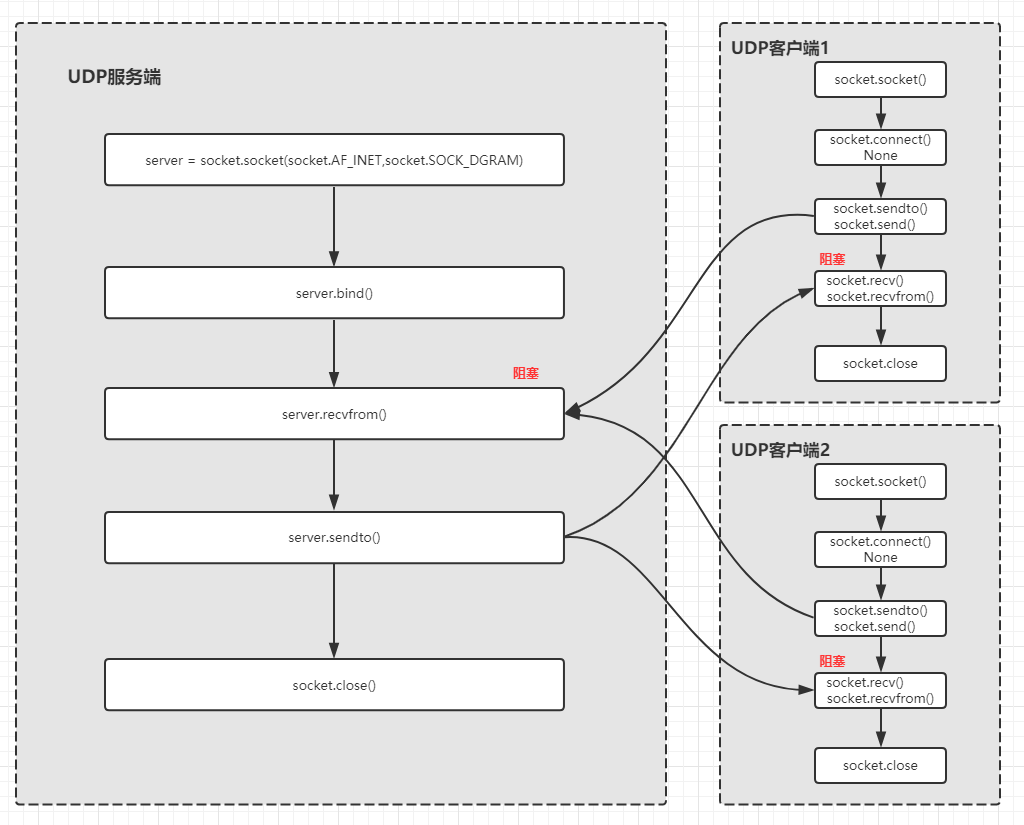 UDP服务端
server = socket.socket(socket.AF_INET,socket.SOCK_DGRAM)
server.bind()
阻塞
server.recvfrom()
server.sendto()
socket.close()
UDP客户端1
socket.socket()
socket.connect()
None
socket.sendto()
socket.send()
阻塞
socket.recv()
socket.recvfrom()
socket.close
UDP客户端2
socket.socket()
socket.connect()
None
socket.sendto()
socket.send()
阻塞
socket.recv()
socket.recvfrom()
socket.close